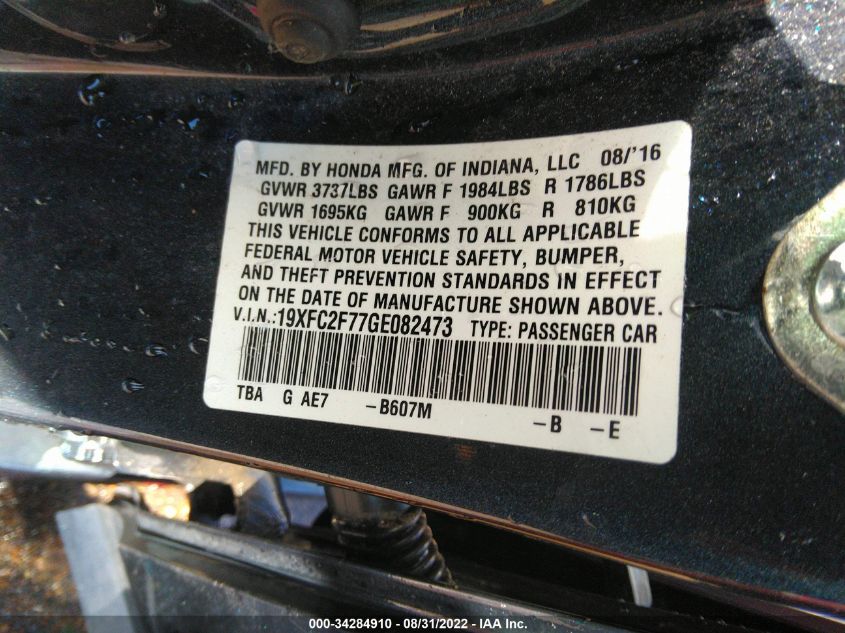 MFD. BY HONDA MFG. OF INDIANA, LLC 08/'16
GVWR 3737LBS GAWR F 1984LBS R 1786LBS
GVWR 1695KG GAWR F 900KG R 810KG
THIS VEHICLE CONFORMS TO ALL APPLICABLE
FEDERAL MOTOR VEHICLE SAFETY, BUMPER,
AND THEFT PREVENTION STANDARDS IN EFFECT
ON THE DATE OF MANUFACTURE SHOWN ABOVE.
V.I.N.:19XFC2F77GE082473 TYPE: PASSENGER CAR
TBA G AE7 -B607M -B -E
000-34284910 - 08/31/2022 - IAA Inc.